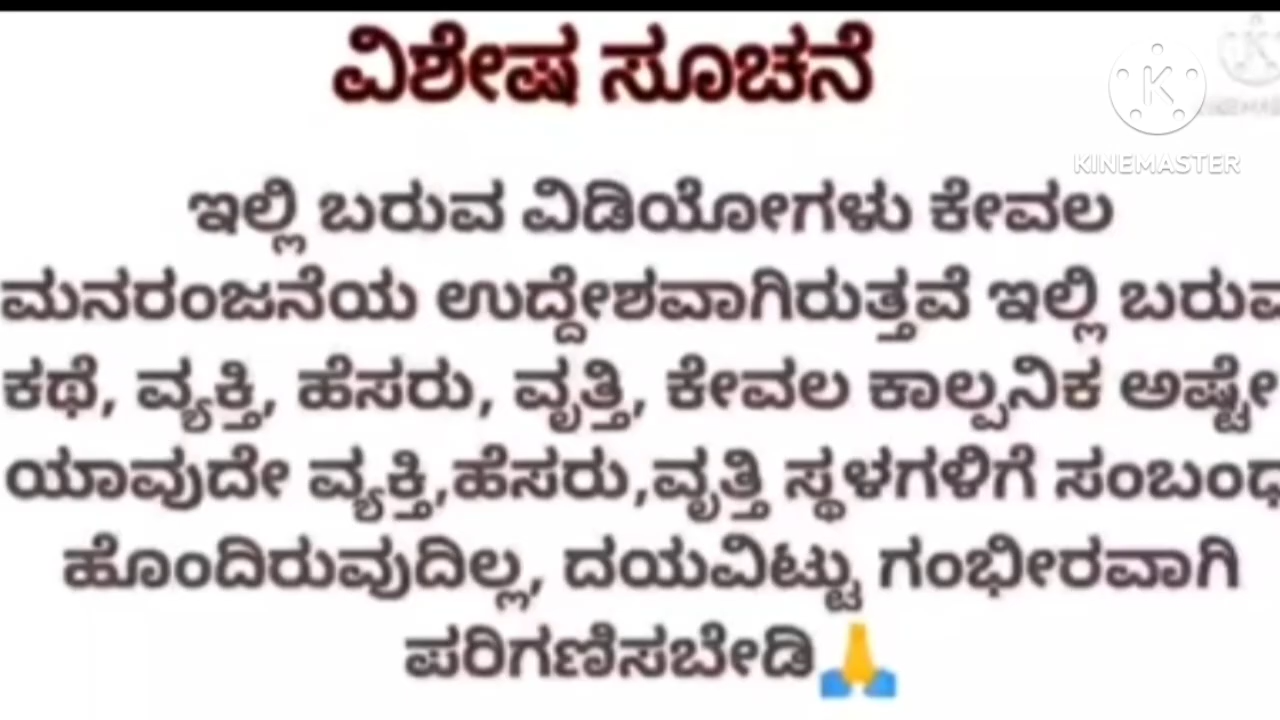 ವಿಶೇಷ ಸೂಚನೆ
KINEMASTER
ಇಲ್ಲಿ ಬರುವ ವಿಡಿಯೋಗಳು ಕೇವಲ
ಮನರಂಜನೆಯ ಉದ್ದೇಶವಾಗಿರುತ್ತವೆ ಇಲ್ಲಿ ಬರುವ
ಕಥೆ, ವ್ಯಕ್ತಿ, ಹೆಸರು, ವೃತ್ತಿ, ಕೇವಲ ಕಾಲ್ಪನಿಕ ಅಷ್ಟೇ
ಯಾವುದೇ ವ್ಯಕ್ತಿ,ಹೆಸರು,ವೃತ್ತಿ ಸ್ಥಳಗಳಿಗೆ ಸಂಬಂಧ
ಹೊಂದಿರುವುದಿಲ್ಲ, ದಯವಿಟ್ಟು ಗಂಭೀರವಾಗಿ
ಪರಿಗಣಿಸಬೇಡಿ🙏